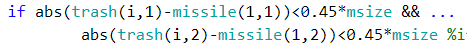 if abs(trash(i,1)-missile(1,1))<0.45*msize && ...
abs(trash(i,2)-missile(1,2))<0.45*msize %i